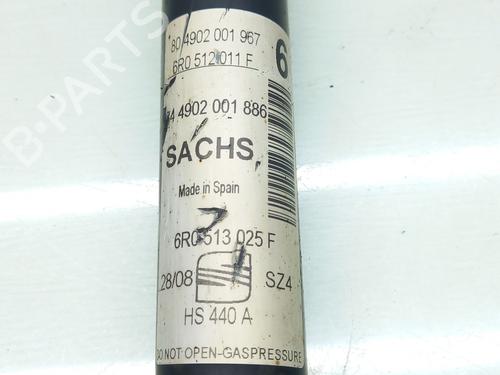 80 4902 001 967
6R0 512 011 F
6
4902 001 886
SACHS
Made in Spain
6R0 513 025 F
28/08
SZ4
HS 440 A
DO NOT OPEN-GASPRESSURE
B-PARTS